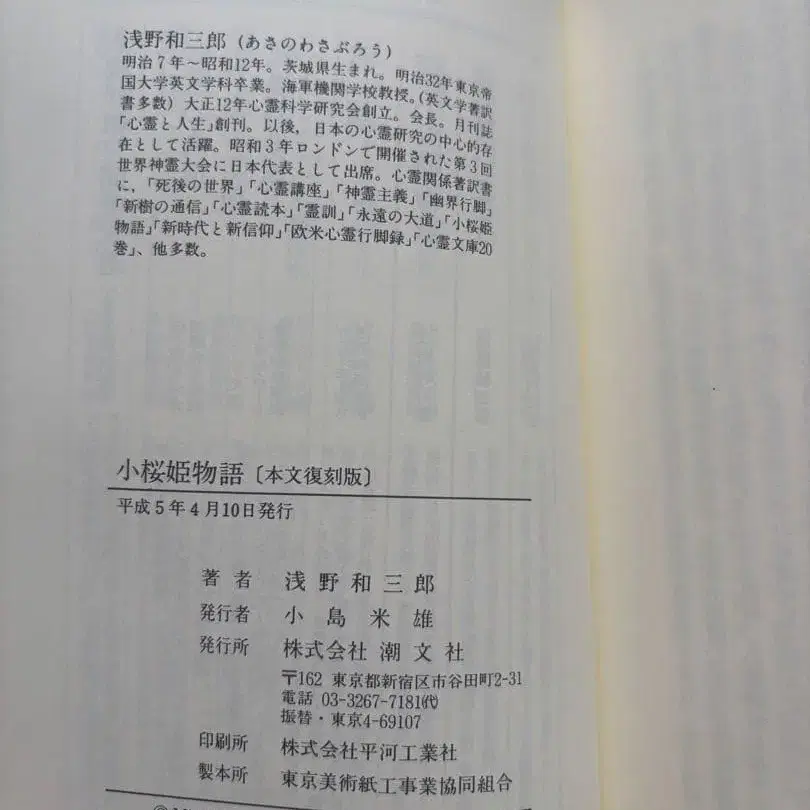 浅野和三郎(あさのわさぶろう)
明治7年〜昭和12年。茨城県生まれ。明治32年東京帝
国大学英文学科卒業。海軍機関学校教授。(英文学著訳
書多数)大正12年心霊科学研究会創立。会長。月刊誌
「心霊と人生」創刊。以後,日本の心霊研究の中心的存
在として活躍。昭和3年ロンドンで開催された第3回
世界神霊大会に日本代表として出席。心霊関係著訳書
に,「死後の世界」「心霊講座」「神霊主義」「幽界行脚」
「新樹の通信」「心霊読本」「霊訓」「永遠の大道」「小桜姫
物語」「新時代と新信仰」「欧米心霊行脚録」「心霊文庫20
巻」、他多数。
小桜姫物語〔本文復刻版〕
平成5年4月10日発行
著者 浅野和三郎
発行者 小島米雄
発行所 株式会社 潮文社
〒162 東京都新宿区市谷田町2-31
電話 03-3267-7181㈹
振替・東京4-69107
印刷所 株式会社平河工業社
製本所 東京美術紙工事業協同組合